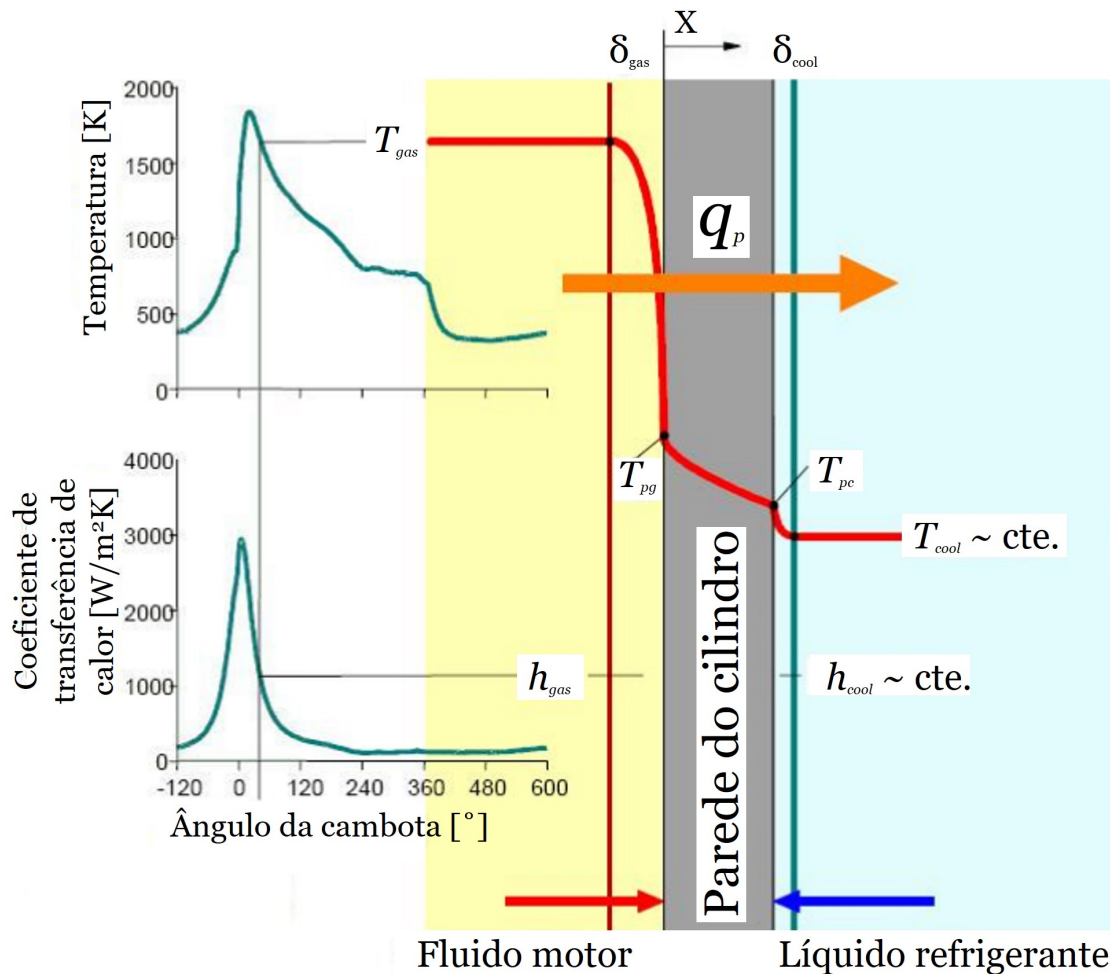 X
δgas
δcool
Temperatura [K]
2000
1500
1000
500
0
Tgas
qp
Tpg
Tpc
Tcool ~ cte.
Coeficiente de
transferência de
calor [W/m²K]
4000
3000
2000
1000
0
hgas
hcool ~ cte.
Parede do cilindro
-120 0 120 240 360 480 600
Ângulo da cambota [°]
Fluido motor
Líquido refrigerante